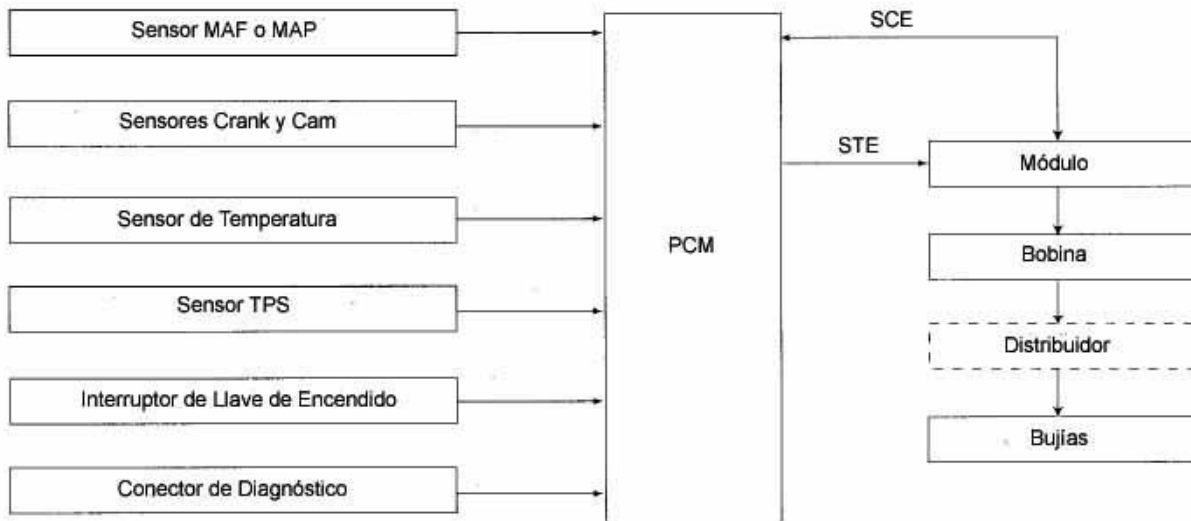 Sensor MAF o MAP
Sensores Crank y Cam
Sensor de Temperatura
Sensor TPS
Interruptor de Llave de Encendido
Conector de Diagnóstico
PCM
SCE
STE
Módulo
Bobina
Distribuidor
Bujías